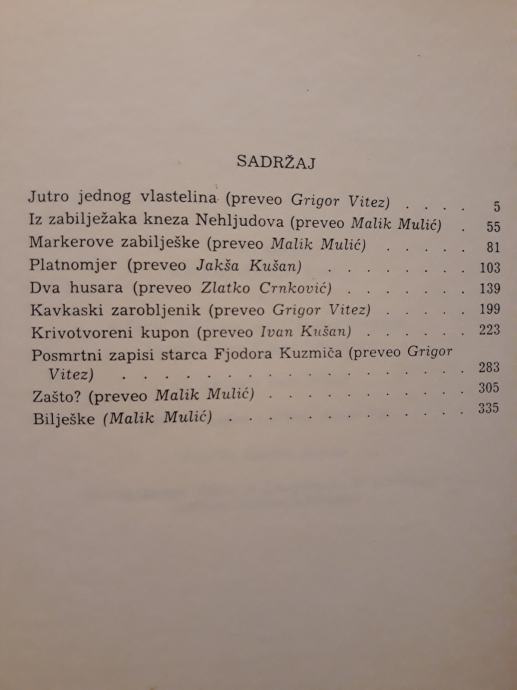 SADRŽAJ
Jutro jednog vlastelina (preveo Grigor Vitez) . . . . 5
Iz zabilježaka kneza Nehljudova (preveo Malik Mulić) . 55
Markerove zabilješke (preveo Malik Mulić) . . . . . 81
Platnomjer (preveo Jakša Kušan) . . . . . . . . 103
Dva husara (preveo Zlatko Crnković) . . . . . . . 139
Kavkaski zarobljenik (preveo Grigor Vitez) . . . . . 199
Krivotvoreni kupon (preveo Ivan Kušan) . . . . . . 223
Posmrtni zapisi starca Fjodora Kuzmiča (preveo Grigor
Vitez) . . . . . . . . . . . . . . . . 283
Zašto? (preveo Malik Mulić) . . . . . . . . . . 305
Bilješke (Malik Mulić) . . . . . . . . . . . . 335